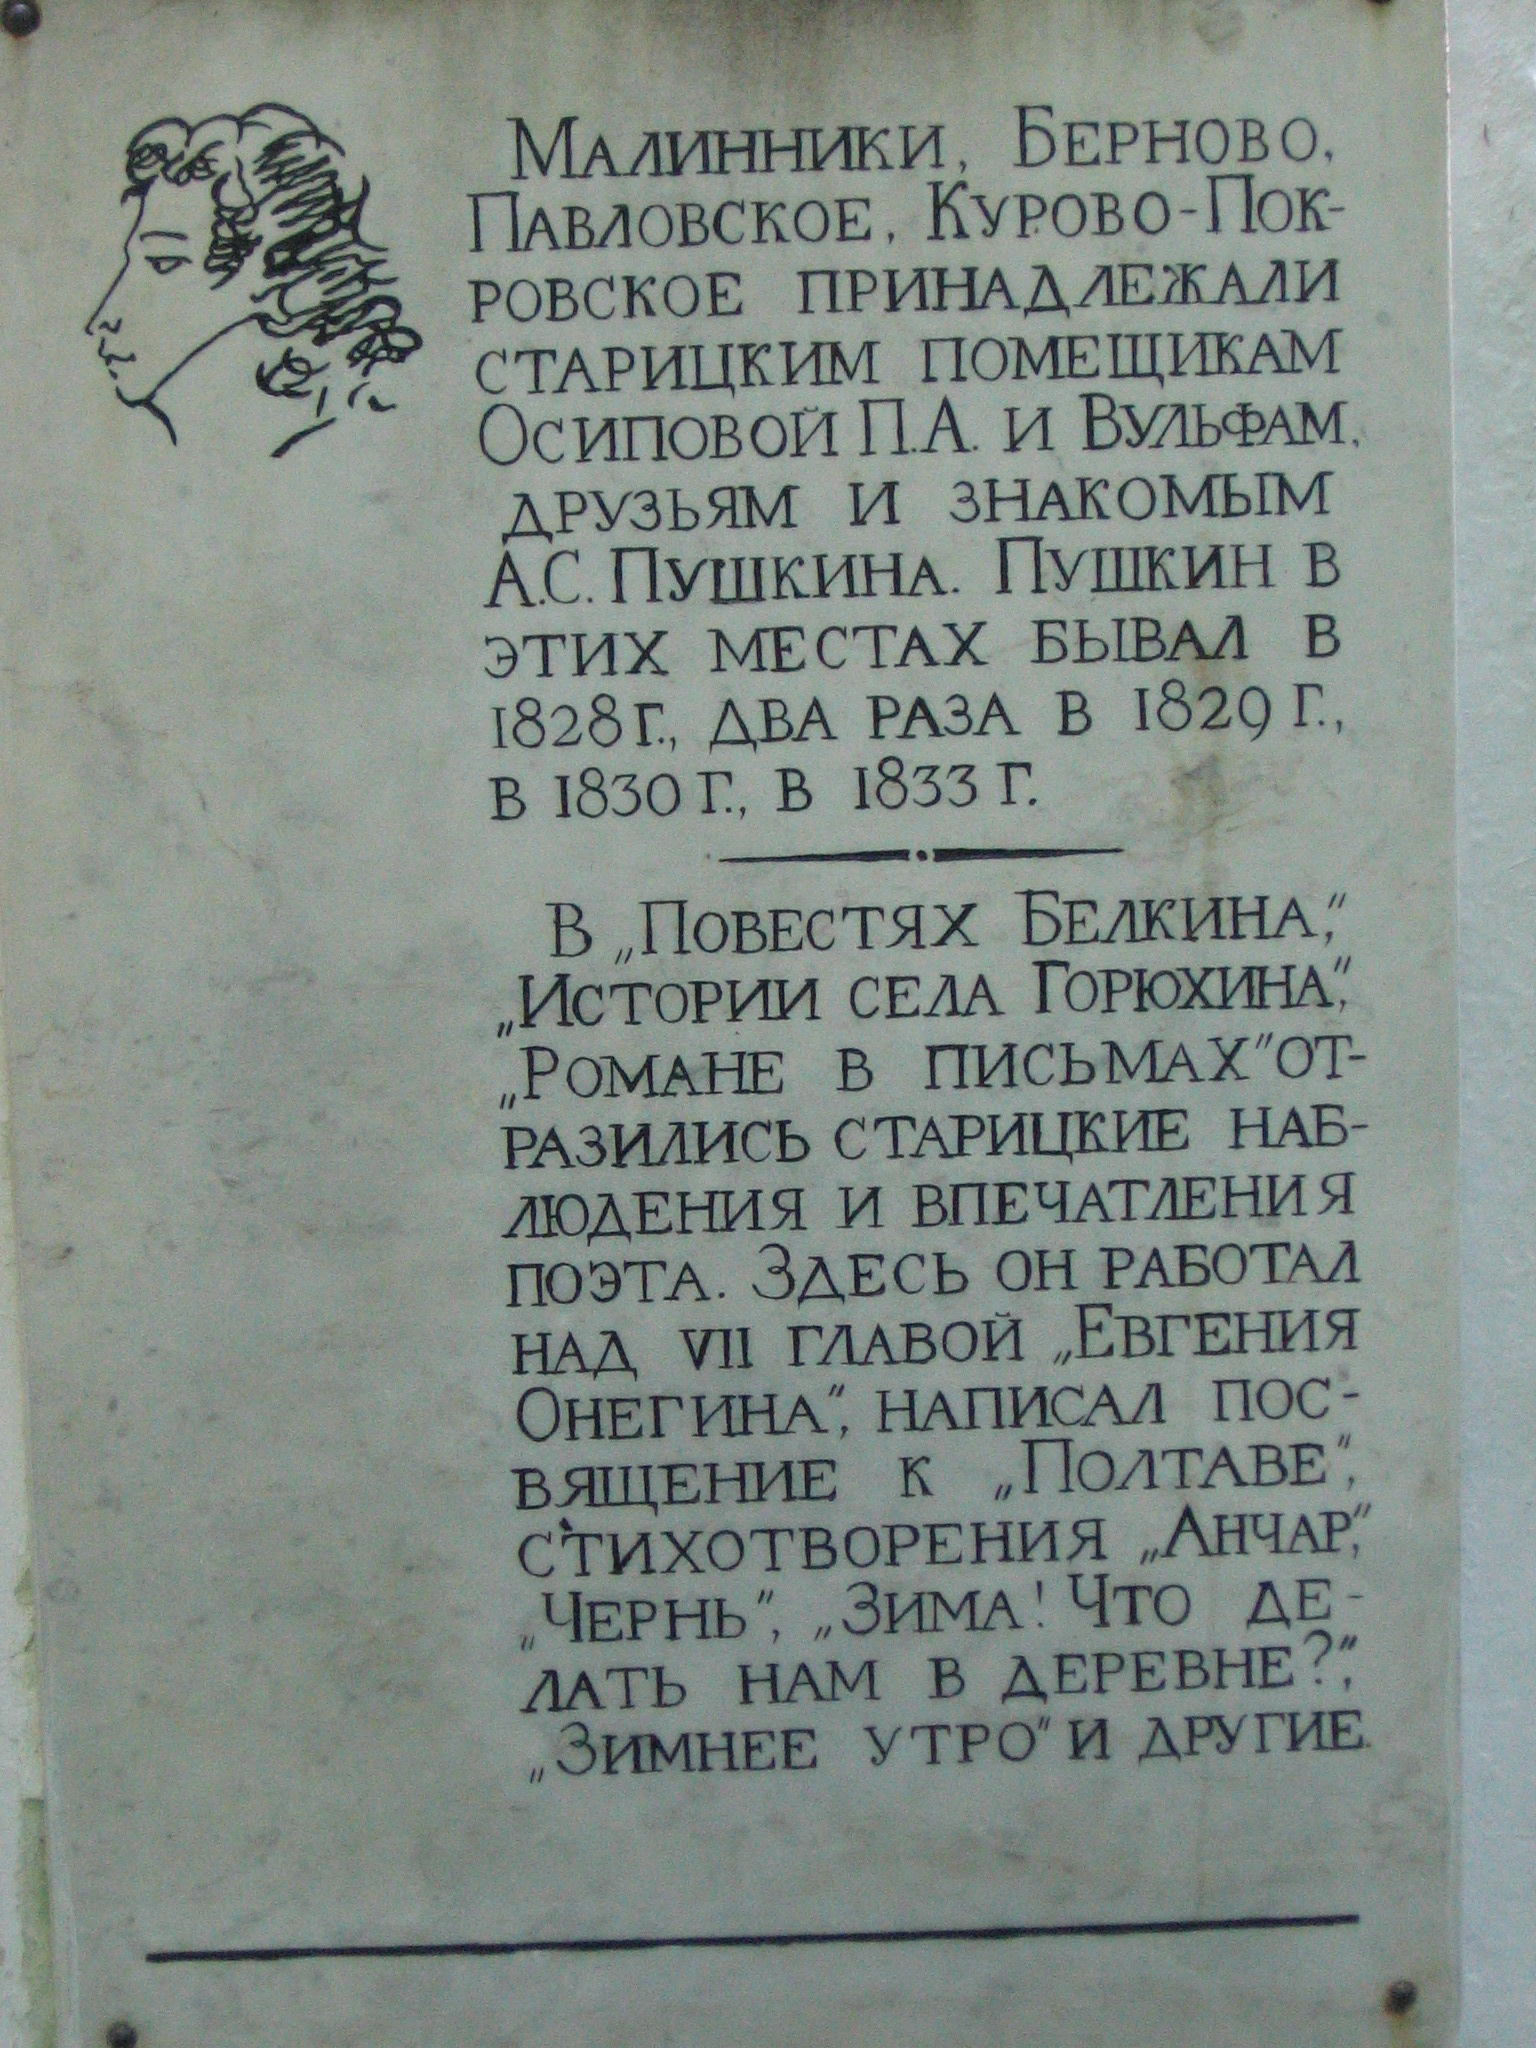 Малинники, Берново,
Павловское, Курово-Пок-
ровское принадлежали
старицким помещикам
Осиповой П.А. и Вульфам,
друзьям и знакомым
А.С. Пушкина. Пушкин в
этих местах бывал в
1828 г., два раза в 1829 г.,
в 1830 г., в 1833 г.
В „Повестях Белкина“,
„Истории села Горюхина“,
„Романе в письмах“ от-
разились старицкие наб-
людения и впечатления
поэта. Здесь он работал
над VII главой „Евгения
Онегина“, написал пос-
вящение к „Полтаве“,
стихотворения „Анчар“,
„Чернь“, „Зима! Что де-
лать нам в деревне?“,
„Зимнее утро“ и другие.